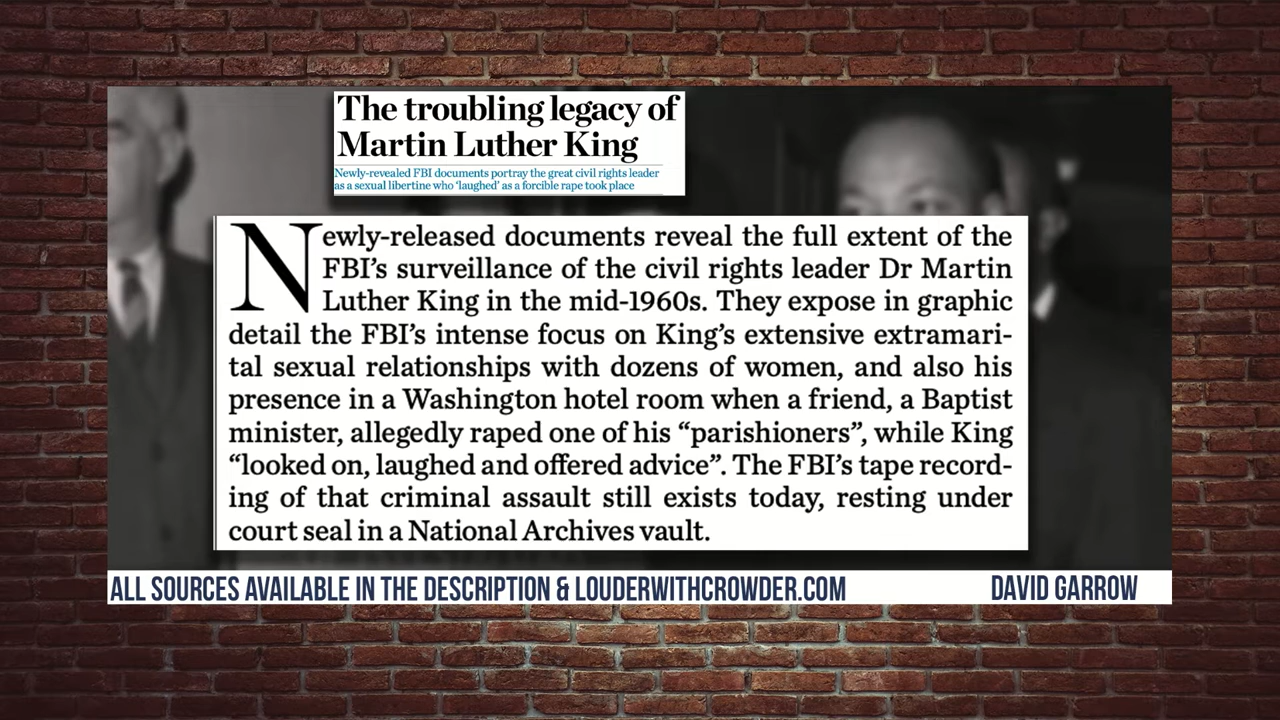 The troubling legacy of
Martin Luther King
Newly-revealed FBI documents portray the great civil rights leader
as a sexual libertine who ‘laughed’ as a forcible rape took place
Newly-released documents reveal the full extent of the
FBI’s surveillance of the civil rights leader Dr Martin
Luther King in the mid-1960s. They expose in graphic
detail the FBI’s intense focus on King’s extensive extramari-
tal sexual relationships with dozens of women, and also his
presence in a Washington hotel room when a friend, a Baptist
minister, allegedly raped one of his “parishioners”, while King
“looked on, laughed and offered advice”. The FBI’s tape record-
ing of that criminal assault still exists today, resting under
court seal in a National Archives vault.
ALL SOURCES AVAILABLE IN THE DESCRIPTION & LOUDERWITHCROWDER.COM
DAVID GARROW